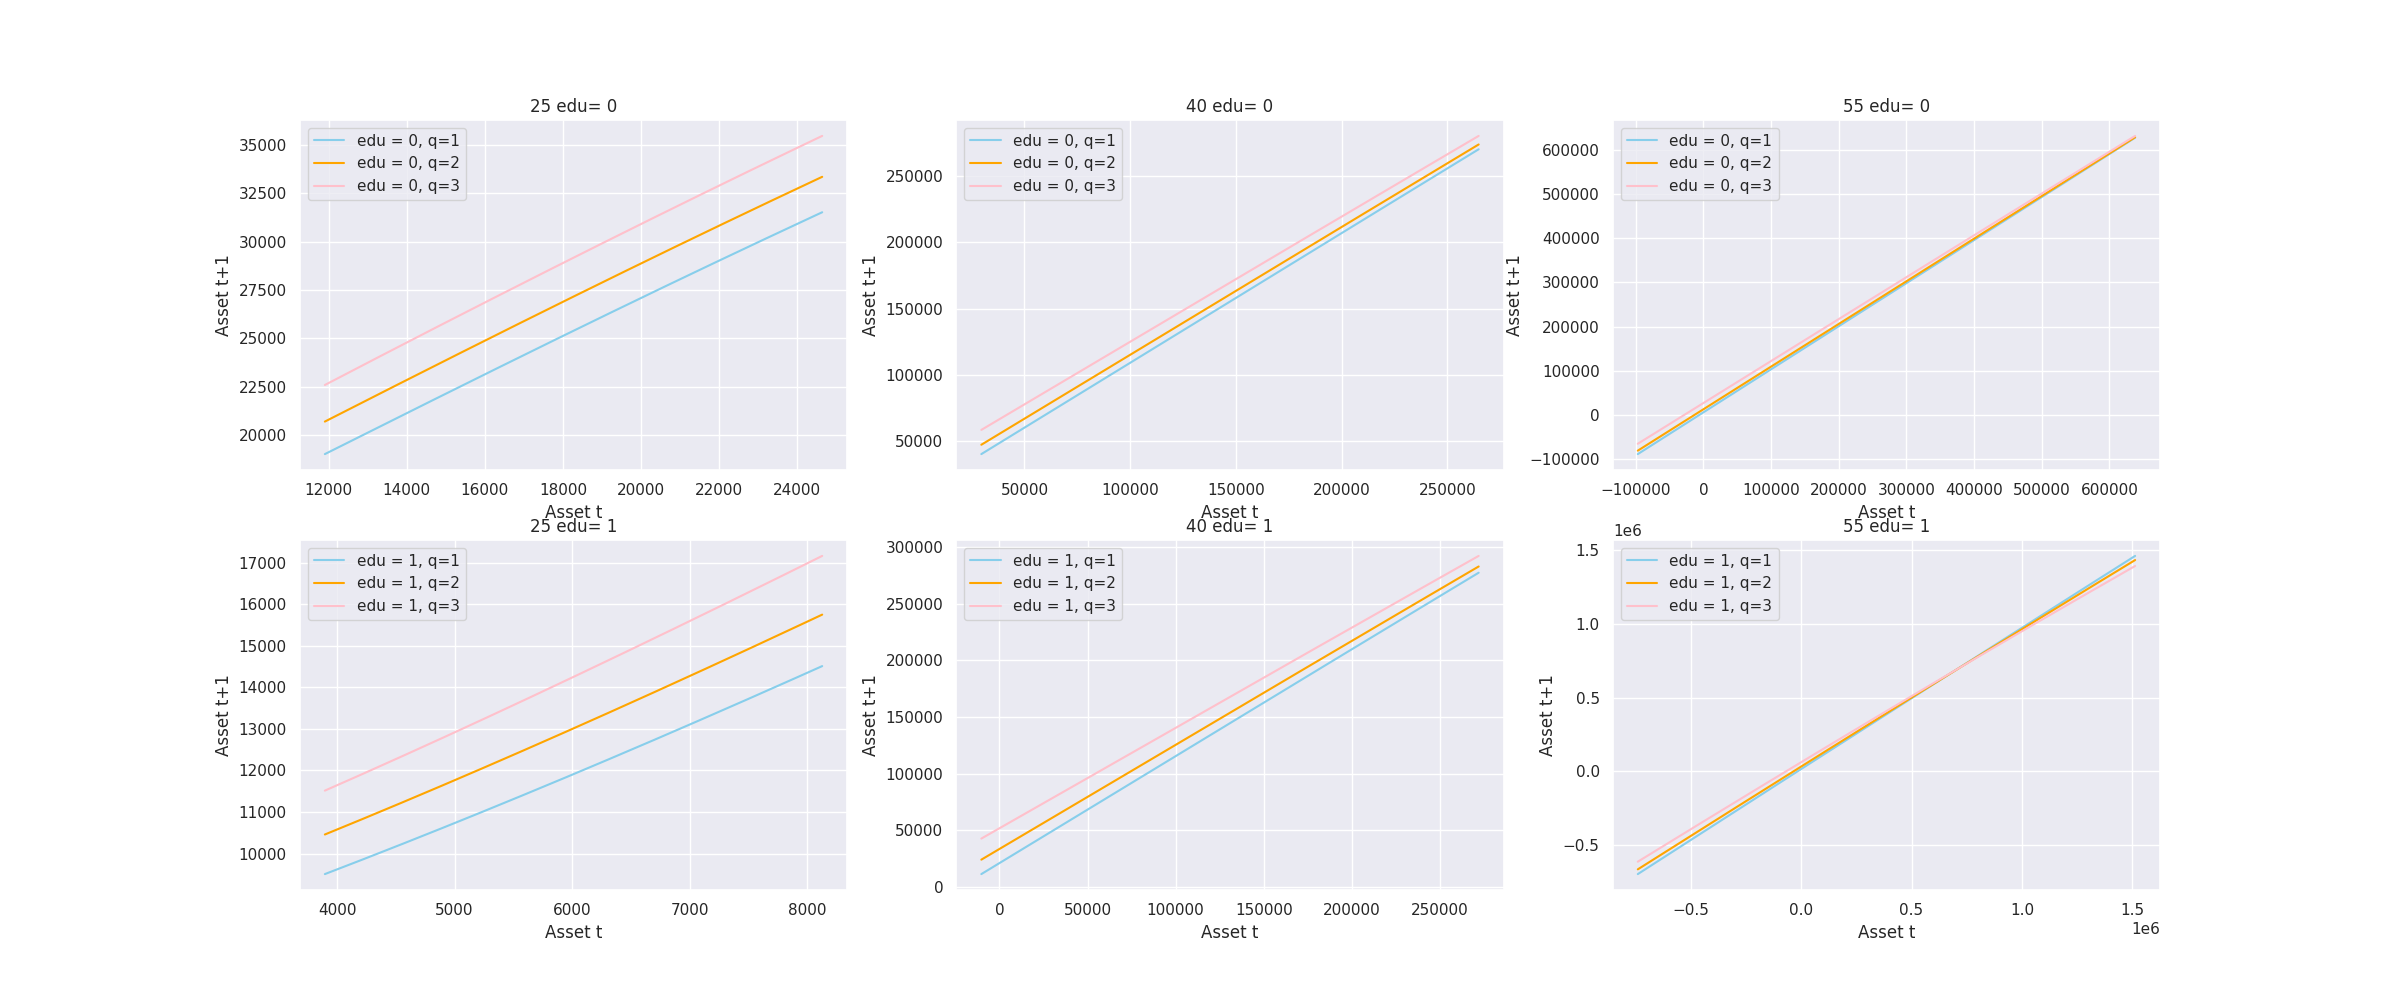 25 edu= 0
edu = 0, q=1
edu = 0, q=2
edu = 0, q=3
35000
32500
30000
27500
25000
22500
20000
Asset t+1
12000 14000 16000 18000 20000 22000 24000
Asset t
40 edu= 0
edu = 0, q=1
edu = 0, q=2
edu = 0, q=3
250000
200000
150000
100000
50000
Asset t+1
50000 100000 150000 200000 250000
Asset t
55 edu= 0
edu = 0, q=1
edu = 0, q=2
edu = 0, q=3
600000
500000
400000
300000
200000
100000
0
−100000
Asset t+1
−100000 0 100000 200000 300000 400000 500000 600000
Asset t
25 edu= 1
edu = 1, q=1
edu = 1, q=2
edu = 1, q=3
17000
16000
15000
14000
13000
12000
11000
10000
Asset t+1
4000 5000 6000 7000 8000
Asset t
40 edu= 1
edu = 1, q=1
edu = 1, q=2
edu = 1, q=3
300000
250000
200000
150000
100000
50000
0
Asset t+1
0 50000 100000 150000 200000 250000
Asset t
55 edu= 1
1e6
edu = 1, q=1
edu = 1, q=2
edu = 1, q=3
1.5
1.0
0.5
0.0
−0.5
Asset t+1
−0.5 0.0 0.5 1.0 1.5
1e6
Asset t